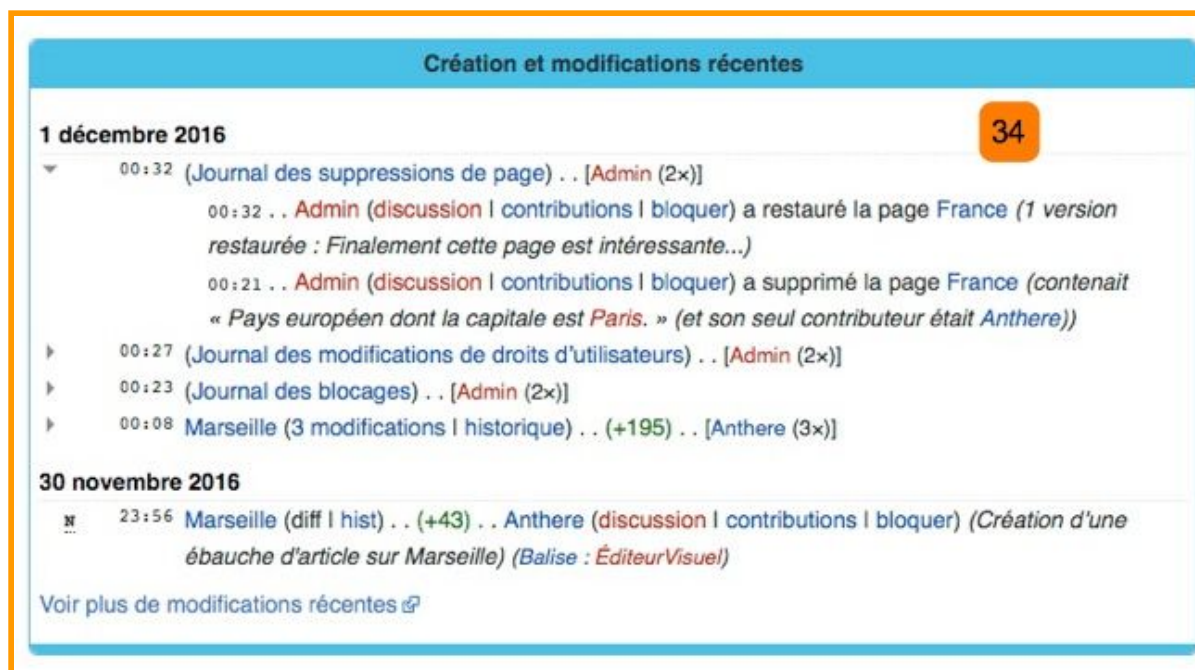 Création et modifications récentes
34
1 décembre 2016
00:32 (Journal des suppressions de page) . . [Admin (2×)]
00:32 . . Admin (discussion | contributions | bloquer) a restauré la page France (1 version
restaurée : Finalement cette page est intéressante...)
00:21 . . Admin (discussion | contributions | bloquer) a supprimé la page France (contenait
« Pays européen dont la capitale est Paris. » (et son seul contributeur était Anthere))
00:27 (Journal des modifications de droits d'utilisateurs) . . [Admin (2×)]
00:23 (Journal des blocages) . . [Admin (2×)]
00:08 Marseille (3 modifications | historique) . . (+195) . . [Anthere (3×)]
30 novembre 2016
N 23:56 Marseille (diff | hist) . . (+43) . . Anthere (discussion | contributions | bloquer) (Création d'une
ébauche d'article sur Marseille) (Balise : ÉditeurVisuel)
Voir plus de modifications récentes